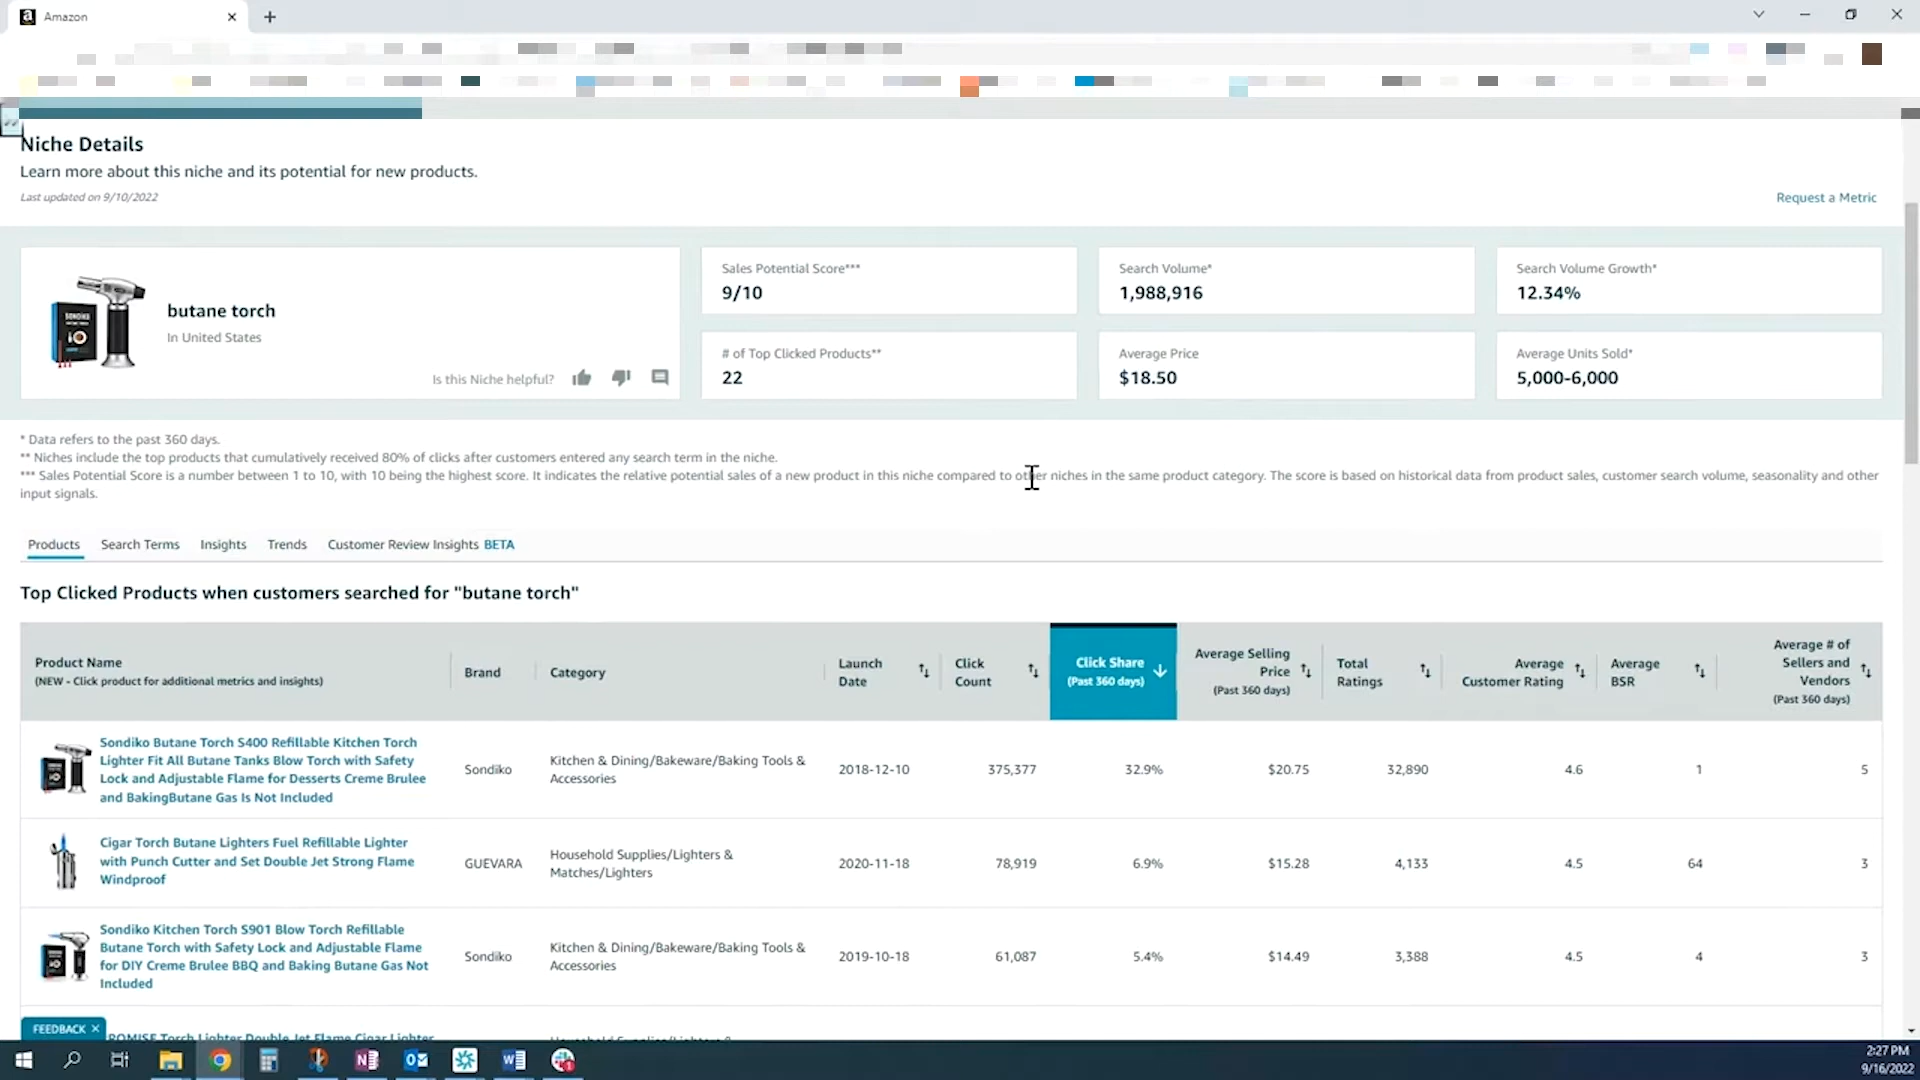 Amazon
Niche Details
Learn more about this niche and its potential for new products.
Last updated on 9/10/2022
Request a Metric
butane torch
In United States
Is this Niche helpful?
Sales Potential Score***
9/10
Search Volume*
1,988,916
Search Volume Growth*
12.34%
# of Top Clicked Products**
22
Average Price
$18.50
Average Units Sold*
5,000-6,000
* Data refers to the past 360 days.
** Niches include the top products that cumulatively received 80% of clicks after customers entered any search term in the niche.
*** Sales Potential Score is a number between 1 to 10, with 10 being the highest score. It indicates the relative potential sales of a new product in this niche compared to other niches in the same product category. The score is based on historical data from product sales, customer search volume, seasonality and other
input signals.
Products Search Terms Insights Trends Customer Review Insights BETA
Top Clicked Products when customers searched for "butane torch"
Product Name
(NEW - Click product for additional metrics and insights)
Brand
Category
Launch
Date
Click
Count
Click Share
(Past 360 days)
Average Selling
Price
(Past 360 days)
Total
Ratings
Average
Customer Rating
Average
BSR
Average # of
Sellers and
Vendors
(Past 360 days)
Sondiko Butane Torch S400 Refillable Kitchen Torch
Lighter Fit All Butane Tanks Blow Torch with Safety
Lock and Adjustable Flame for Desserts Creme Brulee
and BakingButane Gas Is Not Included
Sondiko
Kitchen & Dining/Bakeware/Baking Tools &
Accessories
2018-12-10
375,377
32.9%
$20.75
32,890
4.6
1
5
Cigar Torch Butane Lighters Fuel Refillable Lighter
with Punch Cutter and Set Double Jet Strong Flame
Windproof
GUEVARA
Household Supplies/Lighters &
Matches/Lighters
2020-11-18
78,919
6.9%
$15.28
4,133
4.5
64
3
Sondiko Kitchen Torch S901 Blow Torch Refillable
Butane Torch with Safety Lock and Adjustable Flame
for DIY Creme Brulee BBQ and Baking Butane Gas Not
Included
Sondiko
Kitchen & Dining/Bakeware/Baking Tools &
Accessories
2019-10-18
61,087
5.4%
$14.49
3,388
4.5
4
3
FEEDBACK
Torch Lighter Double Jet Flame Cigar Lighter
2:27 PM
9/16/2022